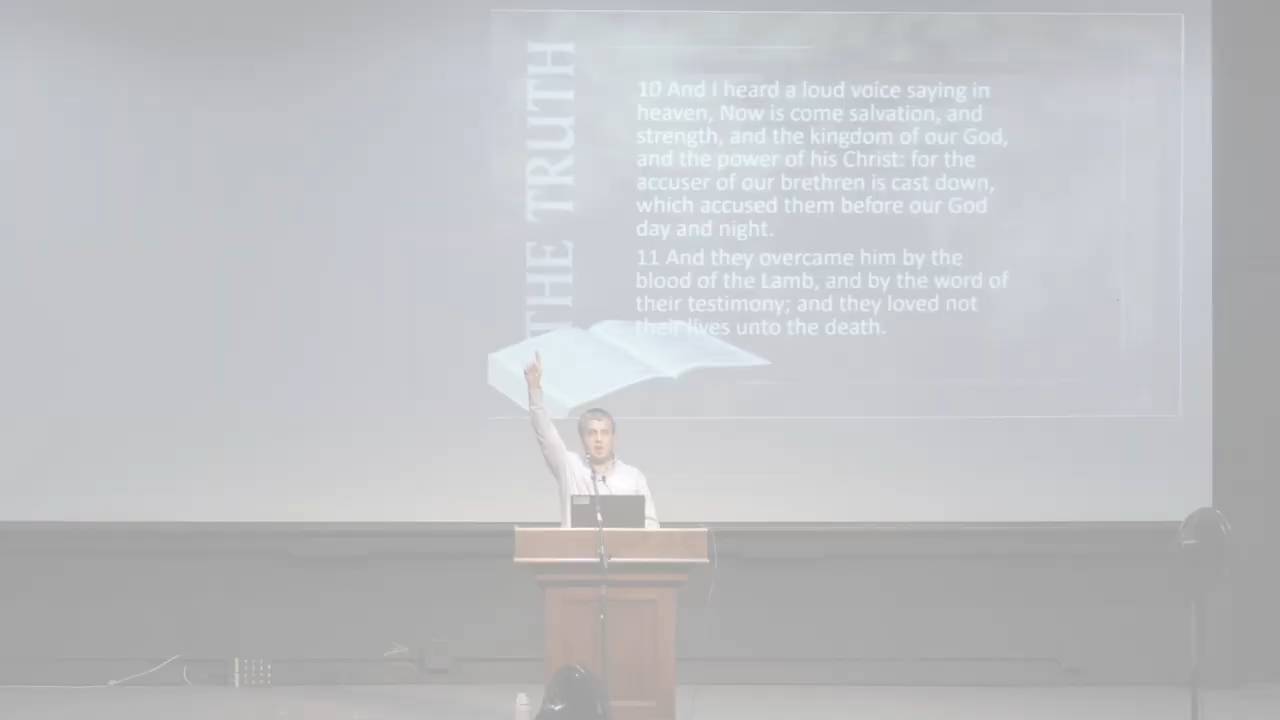 THE TRUTH
10 And I heard a loud voice saying in
heaven, Now is come salvation, and
strength, and the kingdom of our God,
and the power of his Christ: for the
accuser of our brethren is cast down,
which accused them before our God
day and night.
11 And they overcame him by the
blood of the Lamb, and by the word of
their testimony; and they loved not
their lives unto the death.